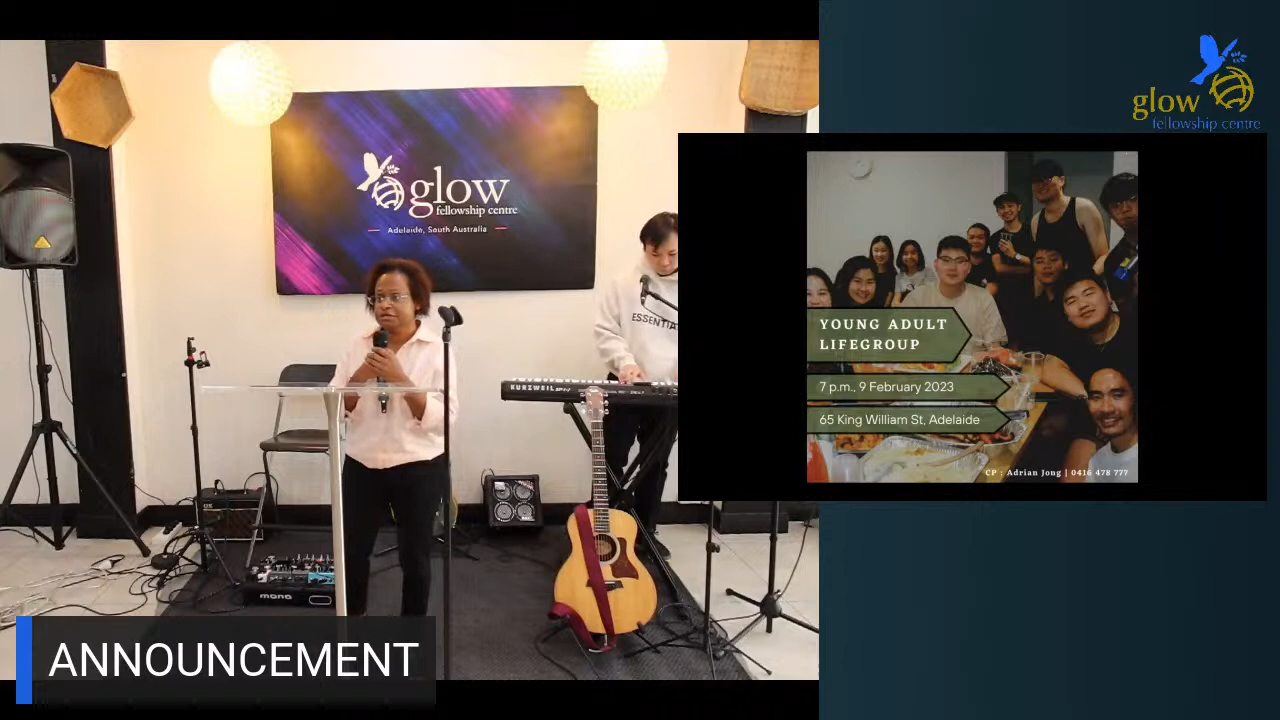 glow
fellowship centre
glow
fellowship centre
Adelaide, South Australia
ESSENTIA
KURZWEIL
mono
YOUNG ADULT
LIFEGROUP
7 p.m., 9 February 2023
65 King William St, Adelaide
CP : Adrian Jong | 0416 478 777
ANNOUNCEMENT